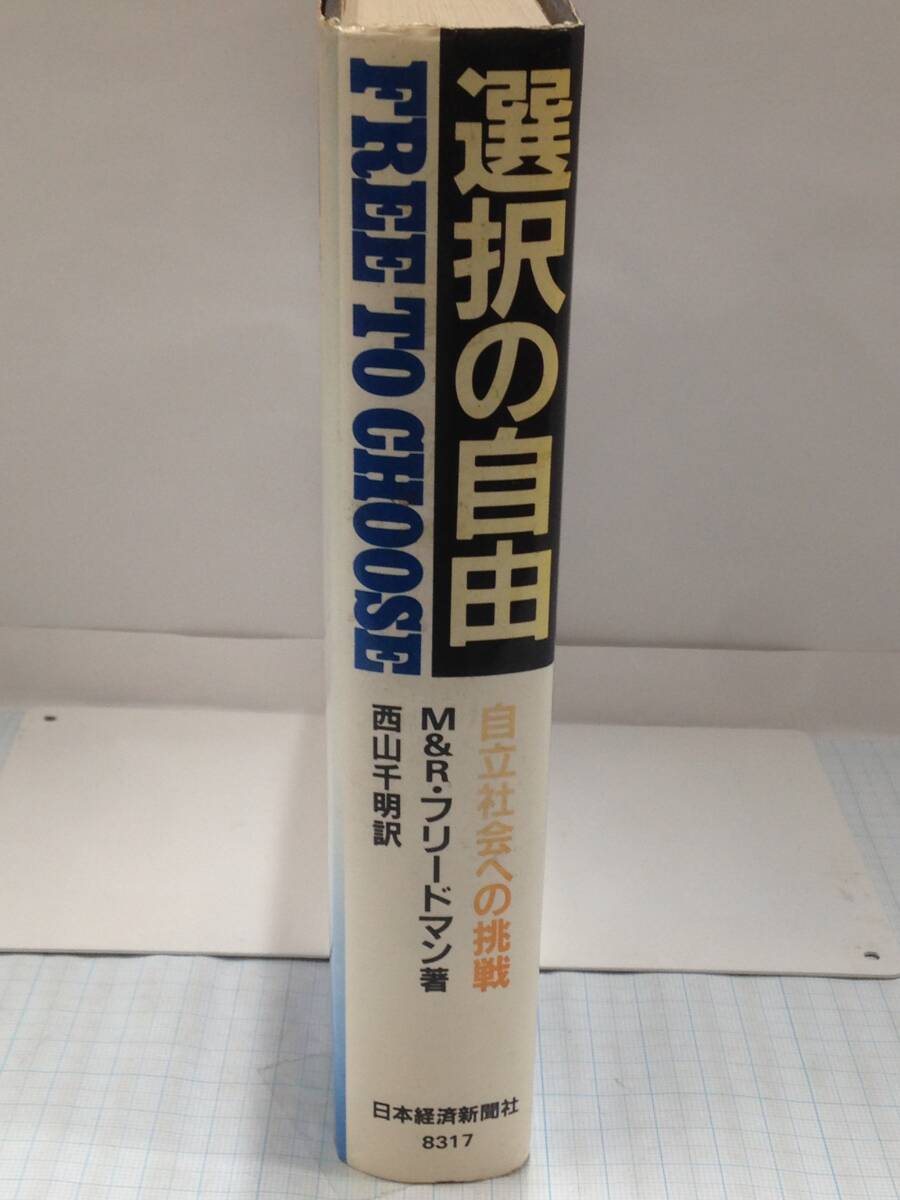 選択の自由
FREE TO CHOOSE
自立社会への挑戦
M&R・フリードマン著
西山千明訳
日本経済新聞社
8317